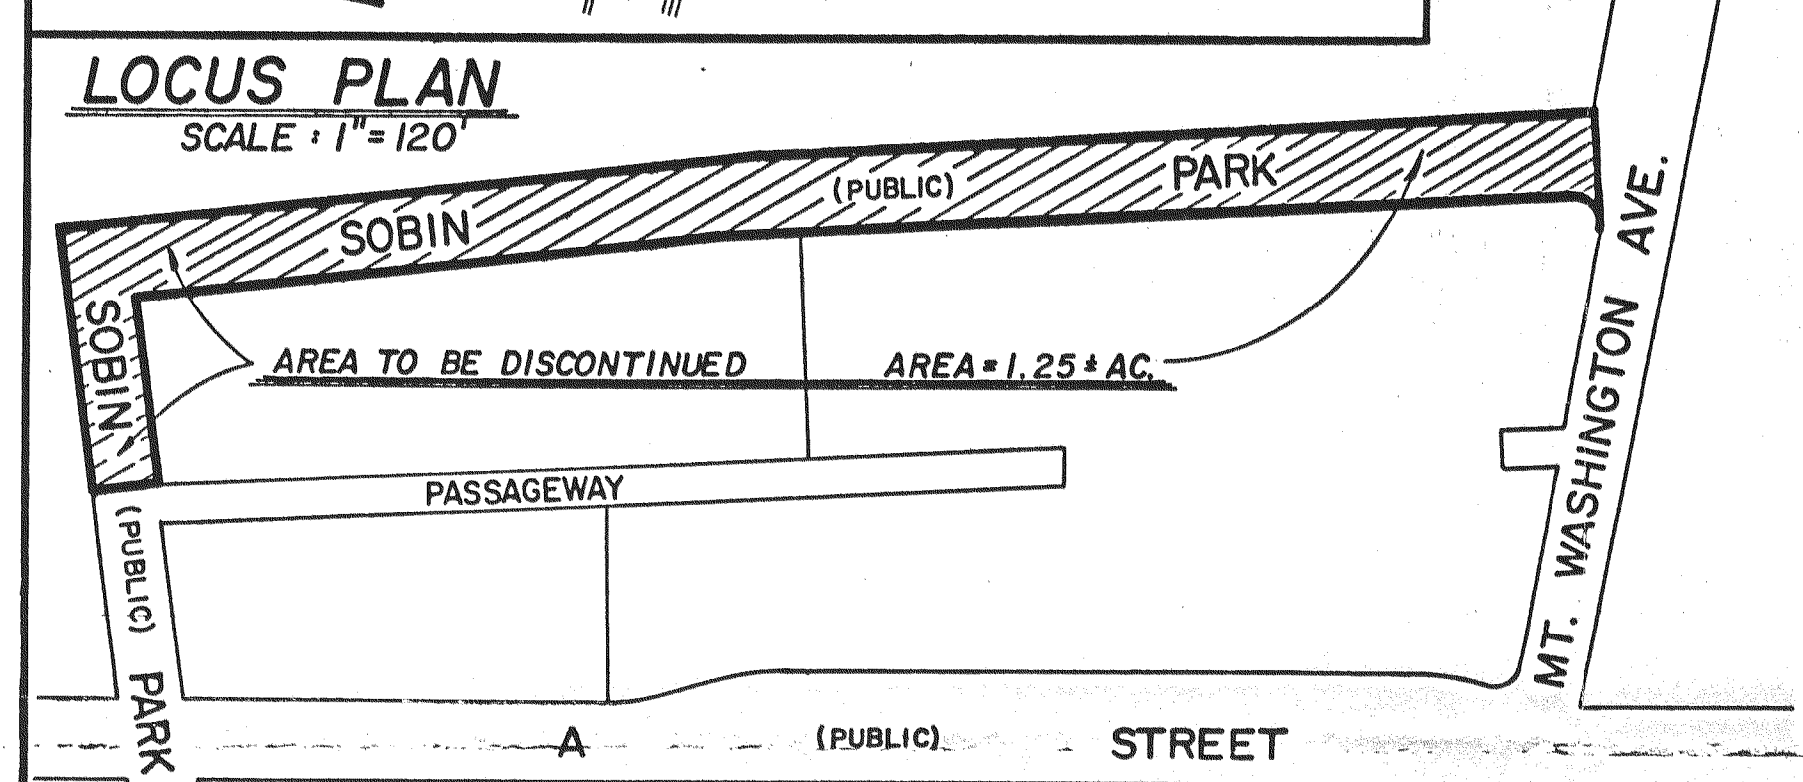 LOCUS PLAN
SCALE : 1" = 120'
SOBIN (PUBLIC) PARK
SOBIN (PUBLIC) PARK
AREA TO BE DISCONTINUED AREA = 1.25 ± AC.
PASSAGEWAY
MT. WASHINGTON AVE.
A (PUBLIC) STREET